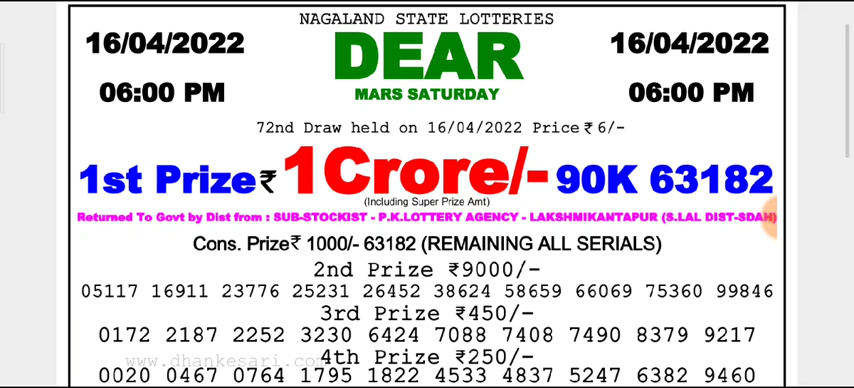 NAGALAND STATE LOTTERIES
16/04/2022 DEAR 16/04/2022
06:00 PM MARS SATURDAY 06:00 PM
72nd Draw held on 16/04/2022 Price ₹ 6/-
1st Prize ₹ 1Crore/- 90K 63182
(Including Super Prize Amt)
Returned To Govt by Dist from : SUB-STOCKIST - P.K.LOTTERY AGENCY - LAKSHMIKANTAPUR (S.LAL DIST-SDAH)
Cons. Prize ₹ 1000/- 63182 (REMAINING ALL SERIALS)
2nd Prize ₹9000/-
05117 16911 23776 25231 26452 38624 58659 66069 75360 99846
3rd Prize ₹450/-
0172 2187 2252 3230 6424 7088 7408 7490 8379 9217
www.dhankesari.com
4th Prize ₹250/-
0020 0467 0764 1795 1822 4533 4837 5247 6382 9460